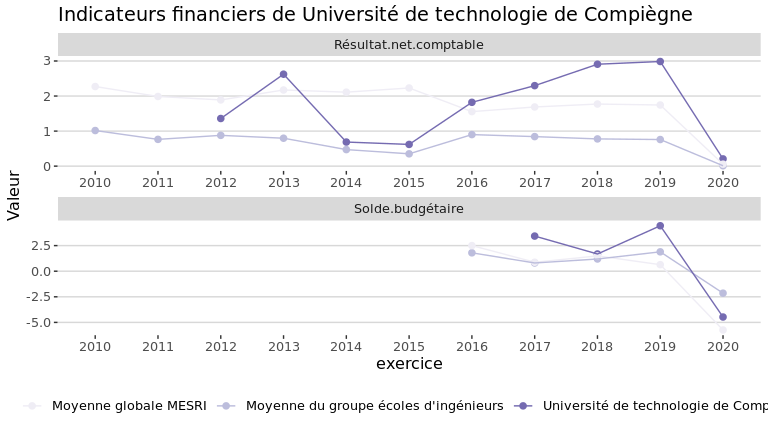 Indicateurs financiers de Université de technologie de Compiègne
Résultat.net.comptable
3
2
1
0
2010 2011 2012 2013 2014 2015 2016 2017 2018 2019 2020
Valeur
Solde.budgétaire
2.5
0.0
-2.5
-5.0
2010 2011 2012 2013 2014 2015 2016 2017 2018 2019 2020
exercice
Moyenne globale MESRI Moyenne du groupe écoles d'ingénieurs Université de technologie de Comp